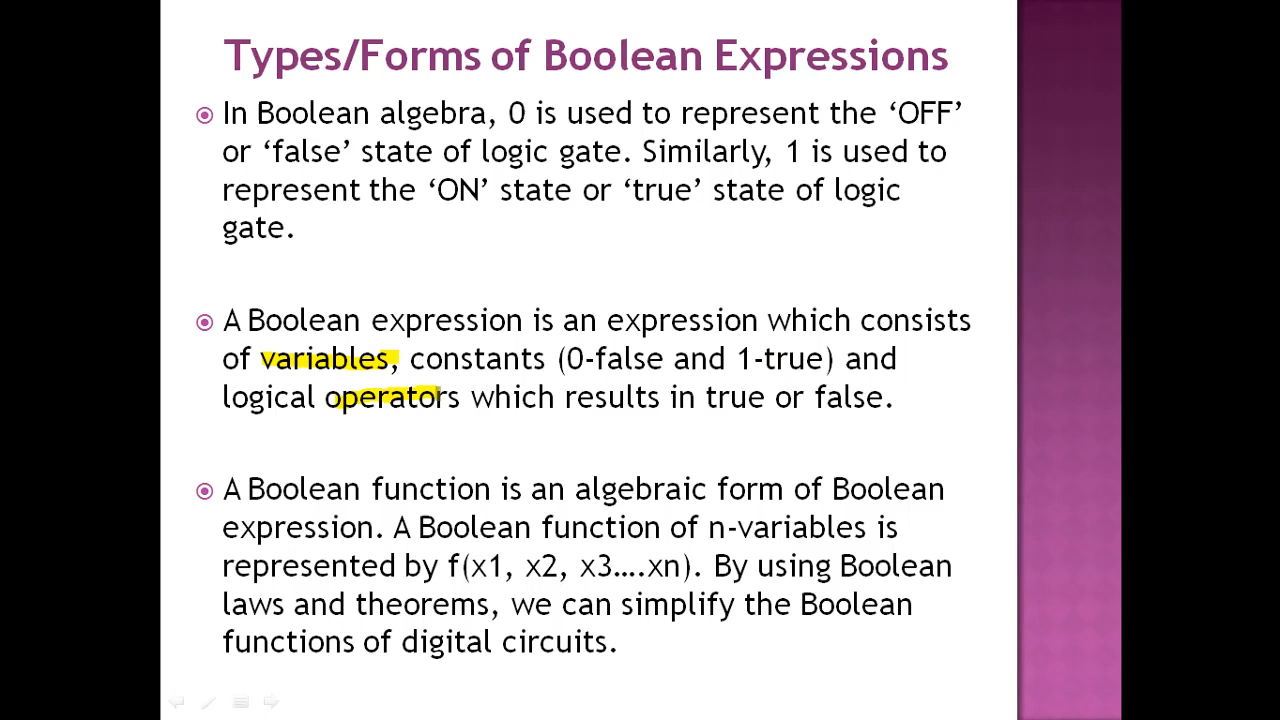 Types/Forms of Boolean Expressions
In Boolean algebra, 0 is used to represent the ‘OFF’
or ‘false’ state of logic gate. Similarly, 1 is used to
represent the ‘ON’ state or ‘true’ state of logic
gate.
A Boolean expression is an expression which consists
of variables, constants (0-false and 1-true) and
logical operators which results in true or false.
A Boolean function is an algebraic form of Boolean
expression. A Boolean function of n-variables is
represented by f(x1, x2, x3….xn). By using Boolean
laws and theorems, we can simplify the Boolean
functions of digital circuits.